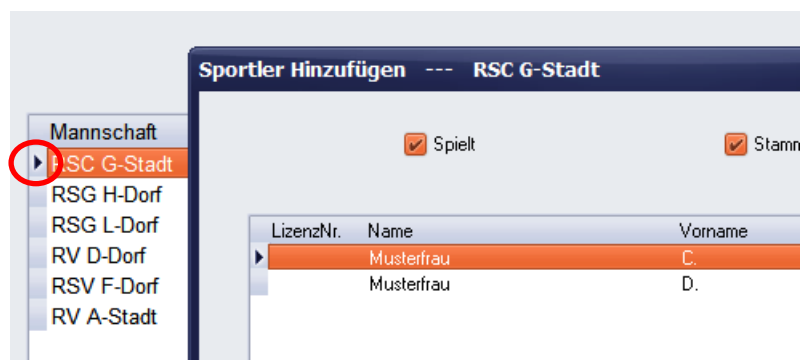 Sportler Hinzufügen --- RSC G-Stadt
Mannschaft
RSC G-Stadt
RSG H-Dorf
RSG L-Dorf
RV D-Dorf
RSV F-Dorf
RV A-Stadt
Spielt Stamm
LizenzNr. Name Vorname
Musterfrau C.
Musterfrau D.